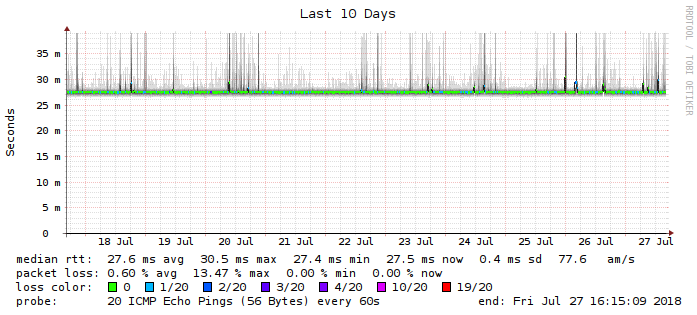 Last 10 Days
RRDTOOL / TOBI OETIKER
Seconds
35 m
30 m
25 m
20 m
15 m
10 m
5 m
0
18 Jul 19 Jul 20 Jul 21 Jul 22 Jul 23 Jul 24 Jul 25 Jul 26 Jul 27 Jul
median rtt: 27.6 ms avg 30.5 ms max 27.4 ms min 27.5 ms now 0.4 ms sd 77.6 am/s
packet loss: 0.60 % avg 13.47 % max 0.00 % min 0.00 % now
loss color: 0 1/20 2/20 3/20 4/20 10/20 19/20
probe: 20 ICMP Echo Pings (56 Bytes) every 60s end: Fri Jul 27 16:15:09 2018